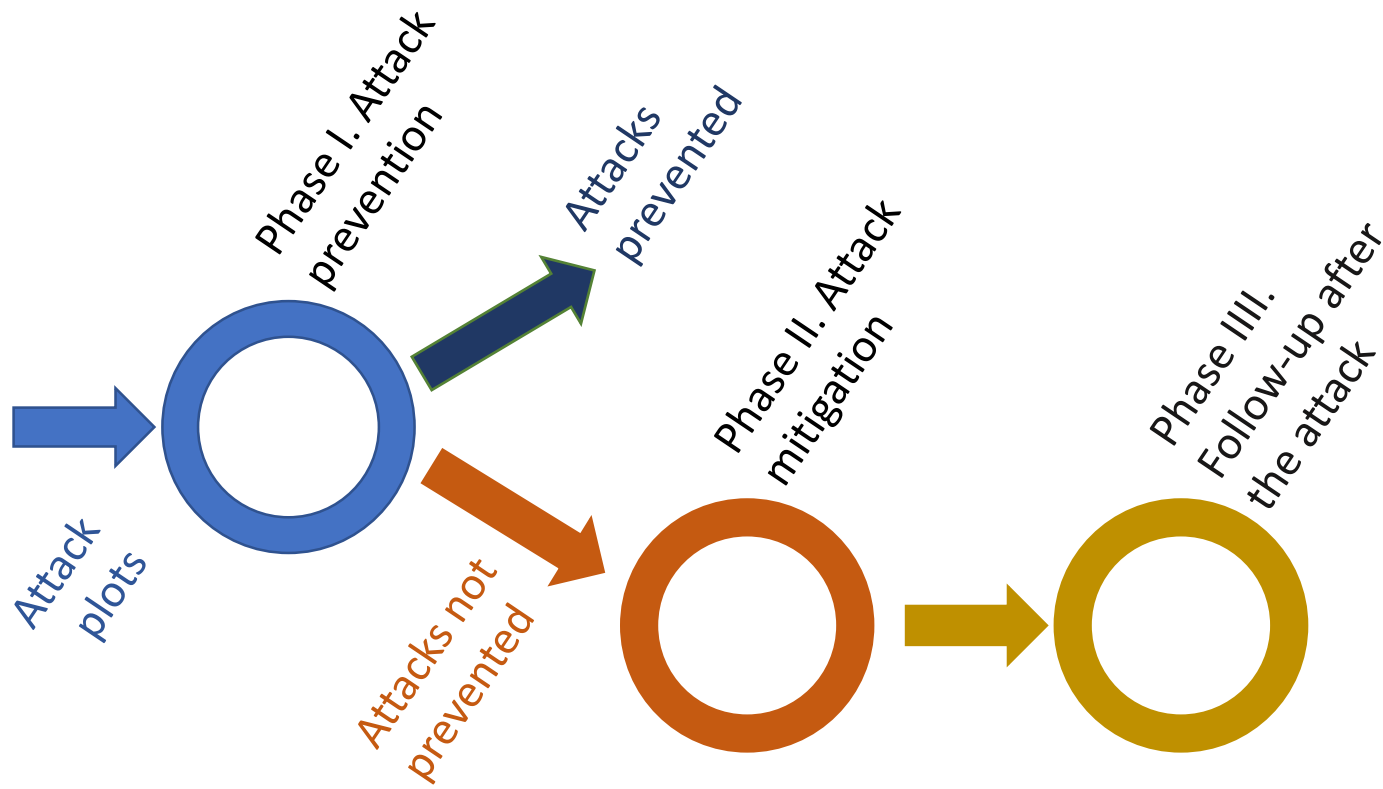 Phase I. Attack
prevention
Attacks
prevented
Attack
plots
Attacks not
prevented
Phase II. Attack
mitigation
Phase IIII.
Follow-up after
the attack